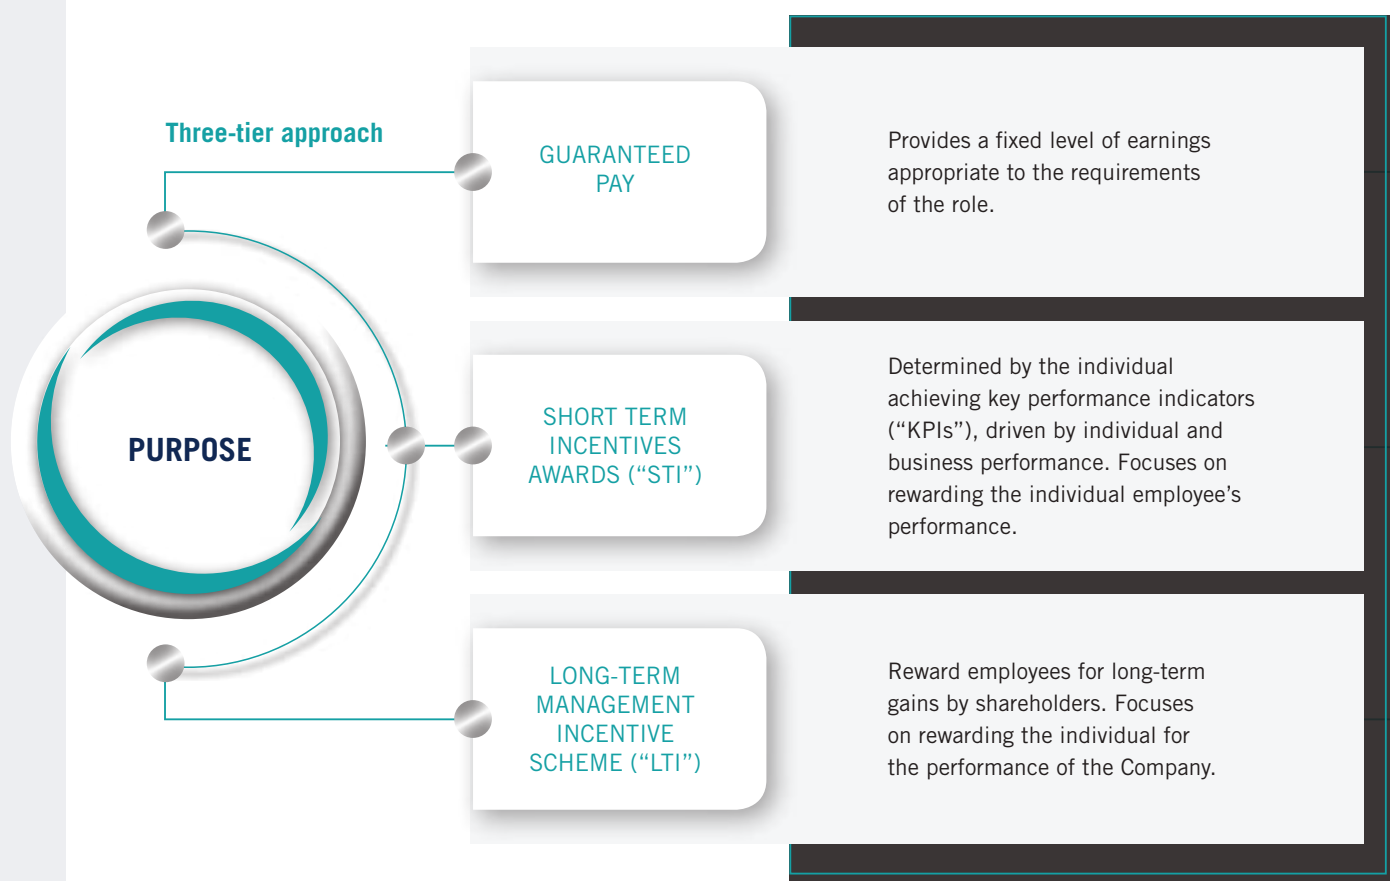 Three-tier approach
PURPOSE
GUARANTEED
PAY
Provides a fixed level of earnings
appropriate to the requirements
of the role.
SHORT TERM
INCENTIVES
AWARDS (“STI”)
Determined by the individual
achieving key performance indicators
(“KPIs”), driven by individual and
business performance. Focuses on
rewarding the individual employee’s
performance.
LONG-TERM
MANAGEMENT
INCENTIVE
SCHEME (“LTI”)
Reward employees for long-term
gains by shareholders. Focuses
on rewarding the individual for
the performance of the Company.